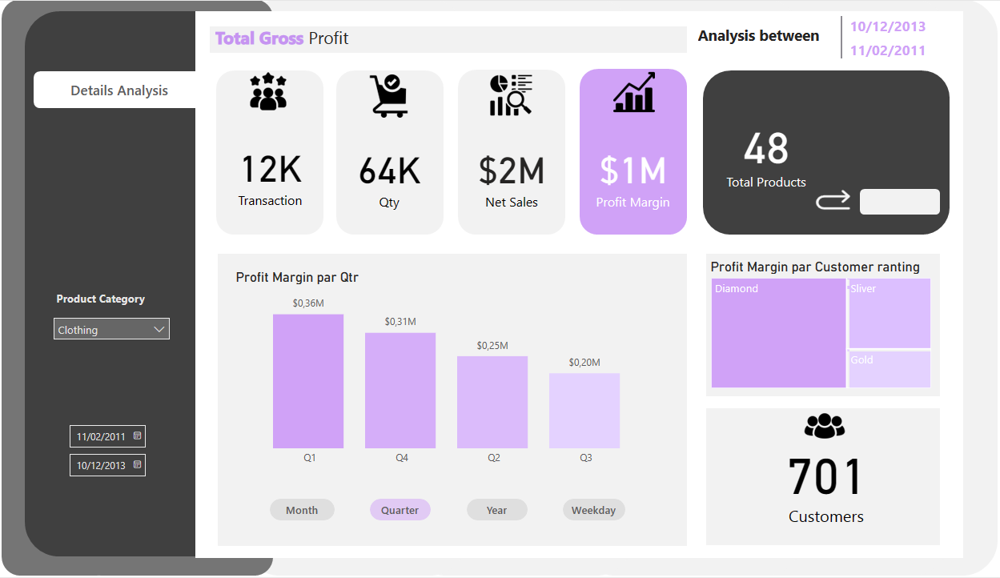 Total Gross Profit
Analysis between
10/12/2013
11/02/2011
Details Analysis
12K
Transaction
64K
Qty
$2M
Net Sales
$1M
Profit Margin
48
Total Products
Product Category
Clothing
11/02/2011
10/12/2013
Profit Margin par Qtr
$0,36M
$0,31M
$0,25M
$0,20M
Q1
Q4
Q2
Q3
Month
Quarter
Year
Weekday
Profit Margin par Customer ranting
Diamond
Sliver
Gold
701
Customers